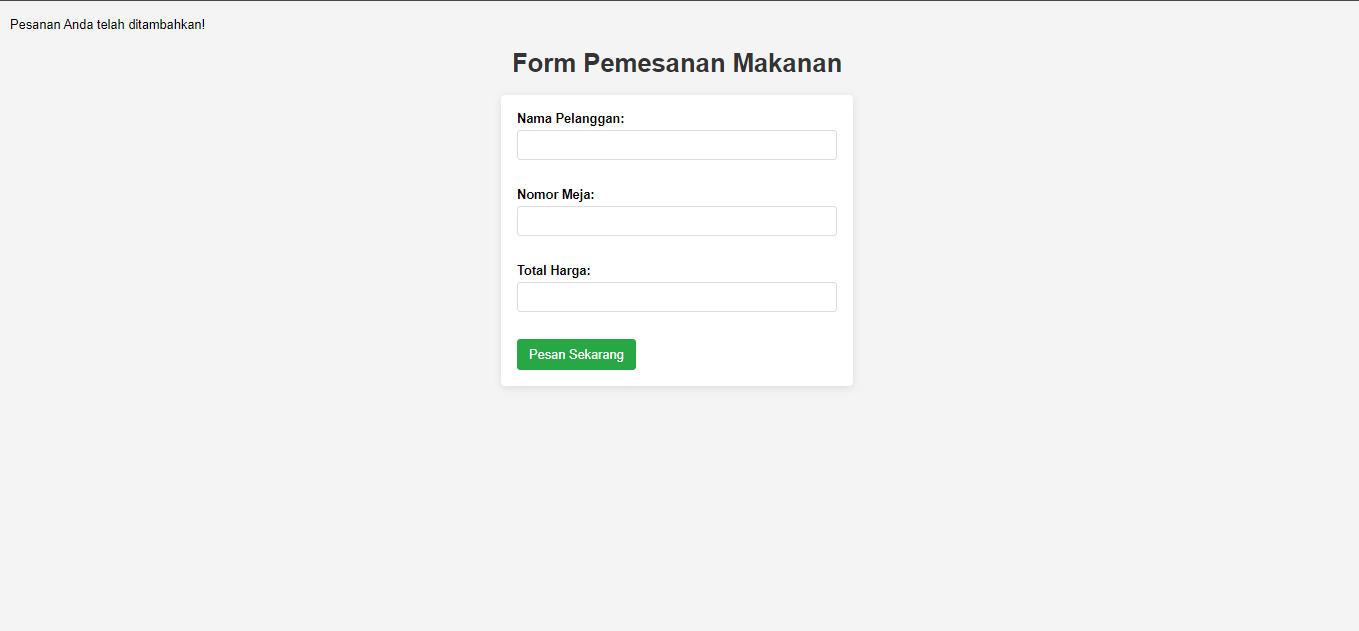 Pesanan Anda telah ditambahkan!
Form Pemesanan Makanan
Nama Pelanggan:
Nomor Meja:
Total Harga:
Pesan Sekarang